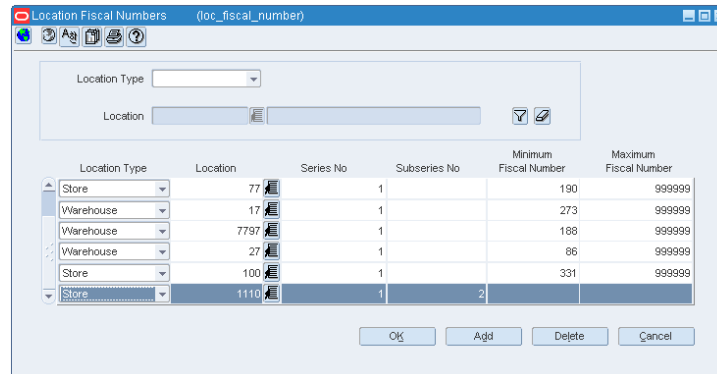 Location Fiscal Numbers (loc_fiscal_number)
Location Type
Location
Location Type Location Series No Subseries No Minimum Fiscal Number Maximum Fiscal Number
Store 77 1 190 999999
Warehouse 17 1 273 999999
Warehouse 7797 1 188 999999
Warehouse 27 1 86 999999
Store 100 1 331 999999
Store 1110 1 2
OK Add Delete Cancel